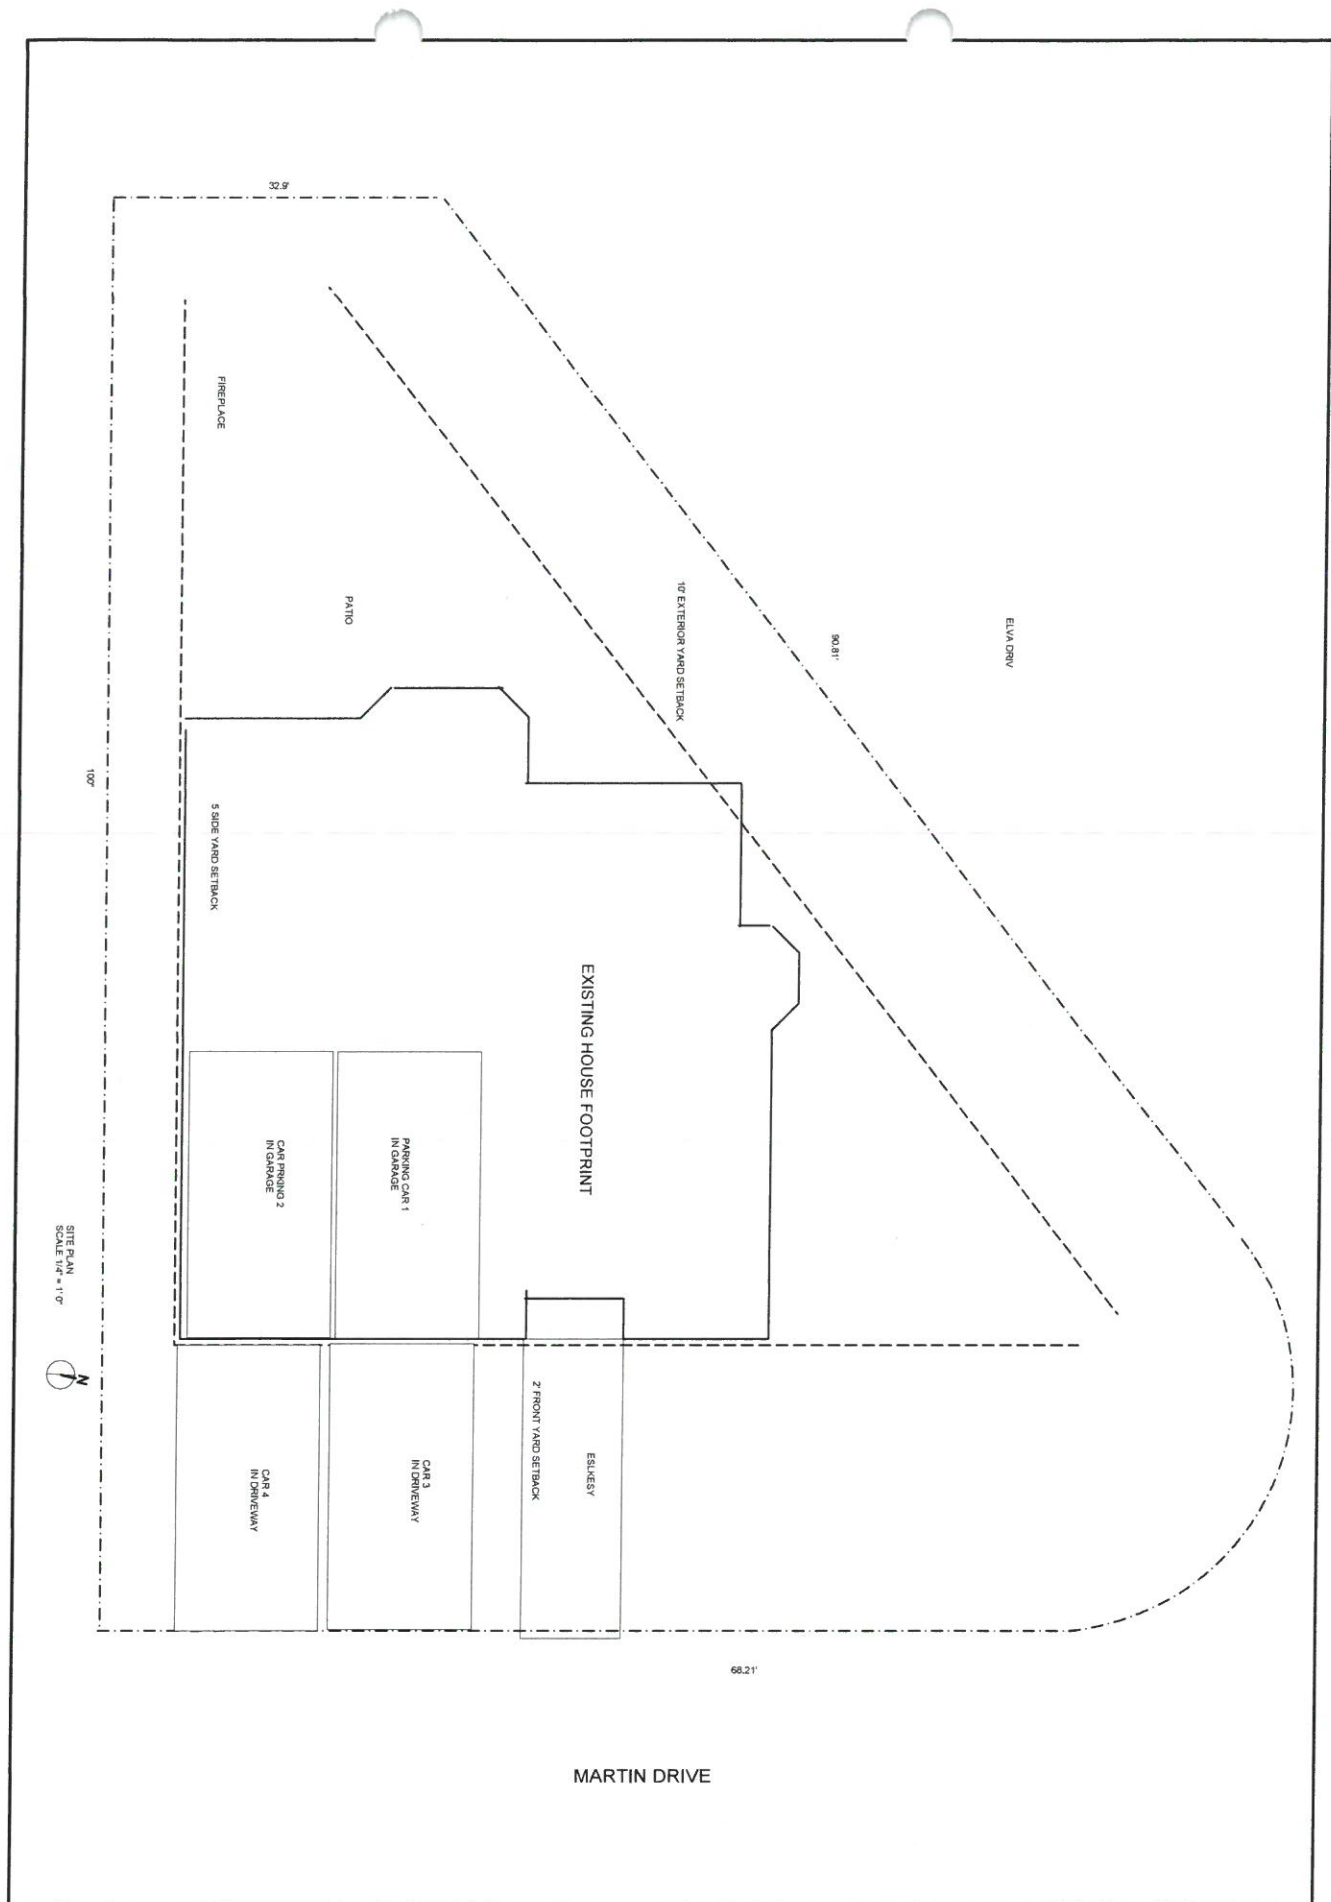 32.9'
FIREPLACE
PATIO
10' EXTERIOR YARD SETBACK
90.81'
ELVA DRIV
100'
5 SIDE YARD SETBACK
EXISTING HOUSE FOOTPRINT
CAR PRKING 2
IN GARAGE
PARKING CAR 1
IN GARAGE
SITE PLAN
SCALE 1/4" = 1' 0"
N
2' FRONT YARD SETBACK
ESLKESY
CAR 3
IN DRIVEWAY
CAR 4
IN DRIVEWAY
68.21'
MARTIN DRIVE